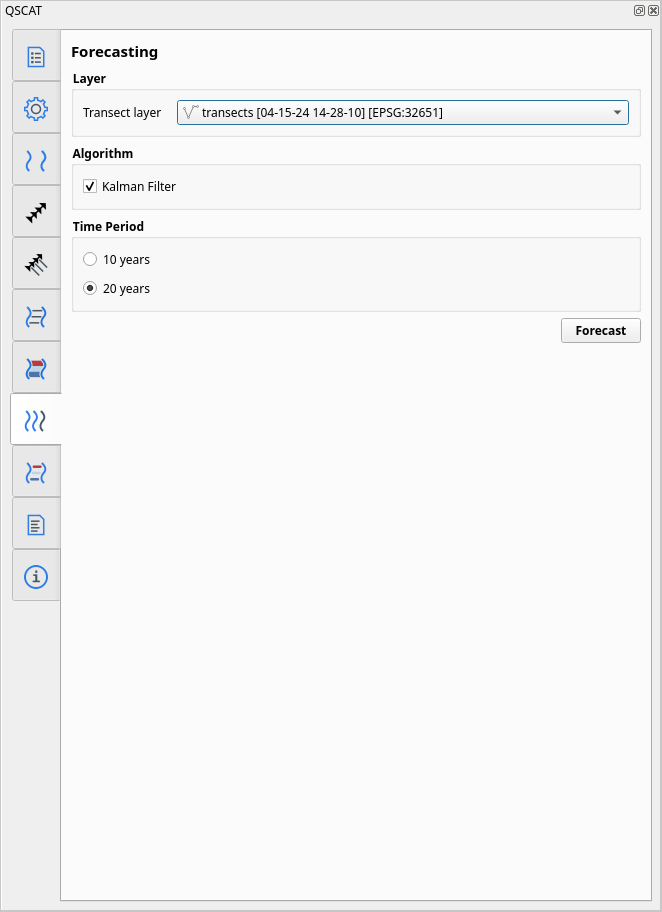 QSCAT
Forecasting
Layer
Transect layer transects [04-15-24 14-28-10] [EPSG:32651]
Algorithm
Kalman Filter
Time Period
10 years
20 years
Forecast